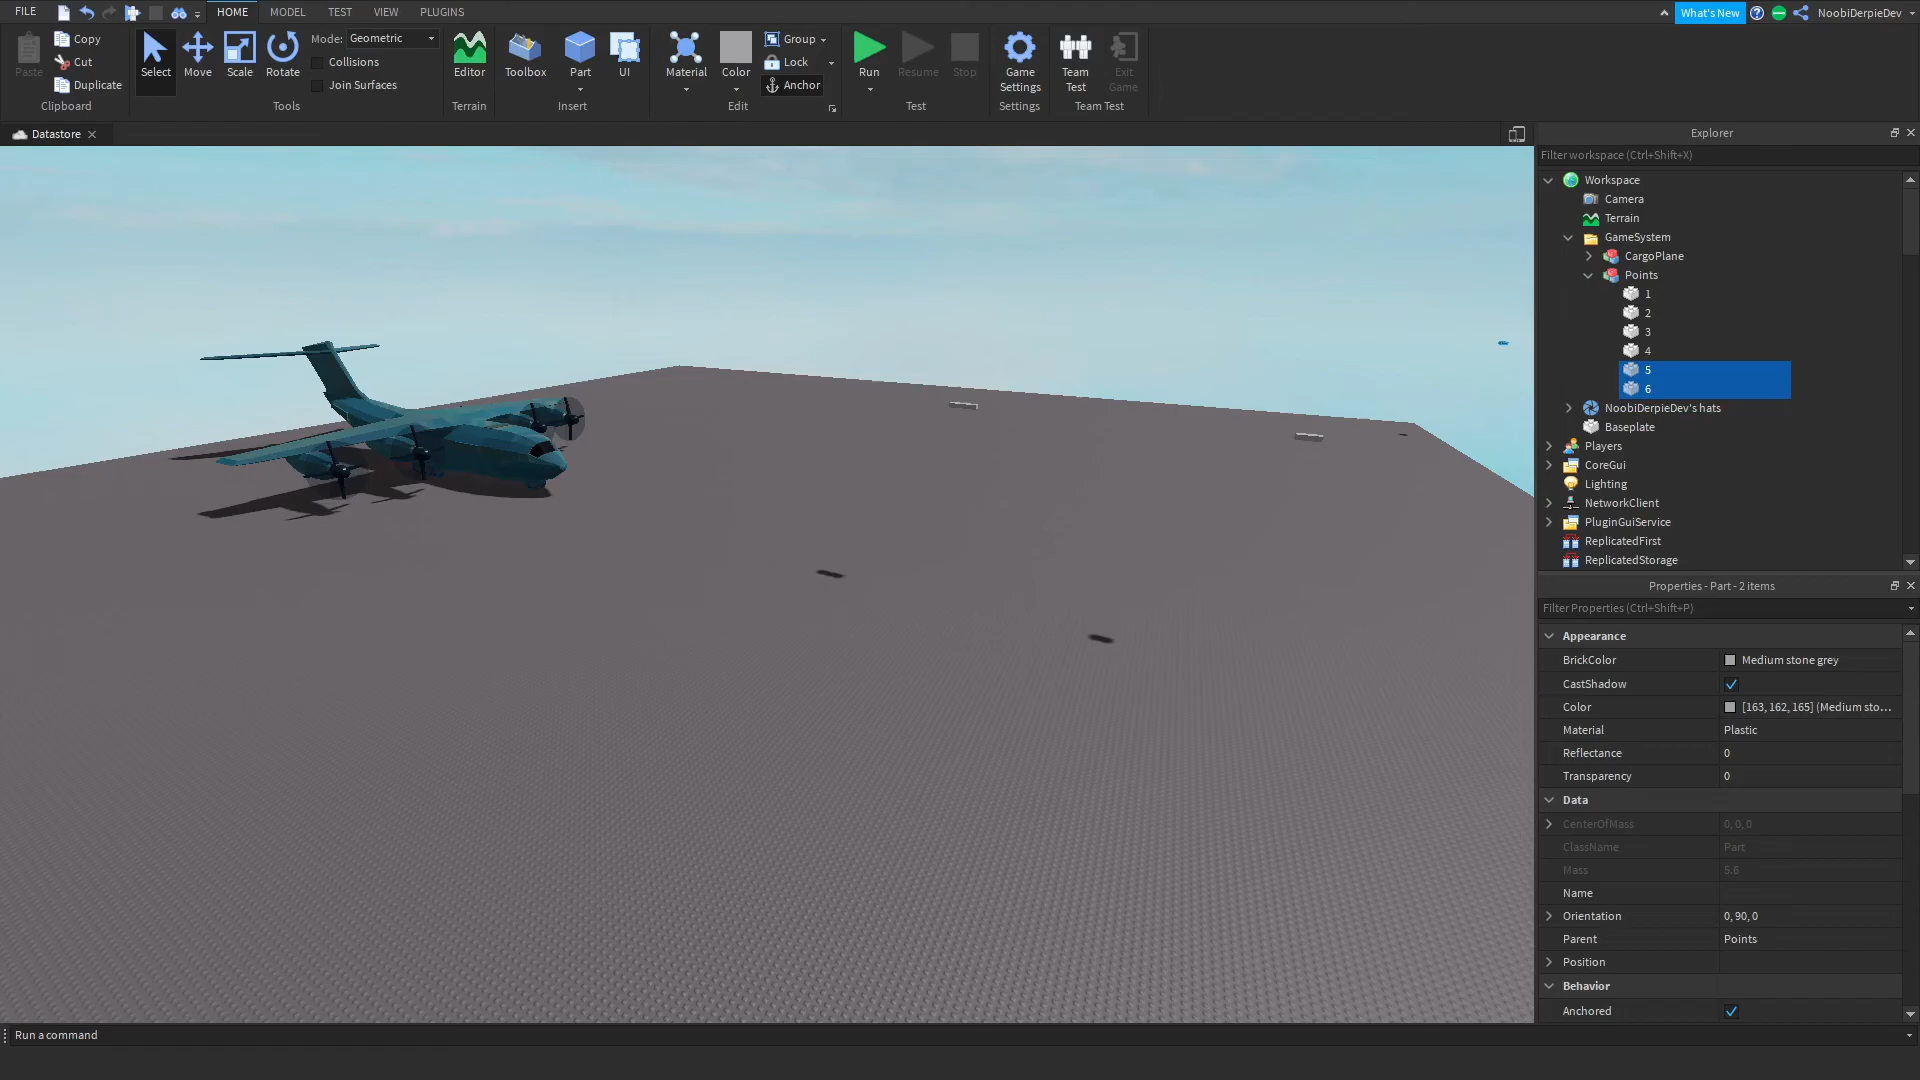 FILE
HOME
MODEL
TEST
VIEW
PLUGINS
What's New
NoobiDerpieDev
Paste
Copy
Cut
Duplicate
Clipboard
Select
Move
Scale
Rotate
Mode: Geometric
Collisions
Join Surfaces
Tools
Editor
Terrain
Toolbox
Part
UI
Insert
Material
Color
Group
Lock
Anchor
Edit
Run
Resume
Stop
Test
Game
Settings
Settings
Team
Test
Exit
Game
Team Test
Datastore
Explorer
Filter workspace (Ctrl+Shift+X)
Workspace
Camera
Terrain
GameSystem
CargoPlane
Points
1
2
3
4
5
6
NoobiDerpieDev's hats
Baseplate
Players
CoreGui
Lighting
NetworkClient
PluginGuiService
ReplicatedFirst
ReplicatedStorage
Properties - Part - 2 items
Filter Properties (Ctrl+Shift+P)
Appearance
BrickColor Medium stone grey
CastShadow
Color [163, 162, 165] (Medium sto...
Material Plastic
Reflectance 0
Transparency 0
Data
CenterOfMass 0, 0, 0
ClassName Part
Mass 5.6
Name
Orientation 0, 90, 0
Parent Points
Position
Behavior
Anchored
Run a command